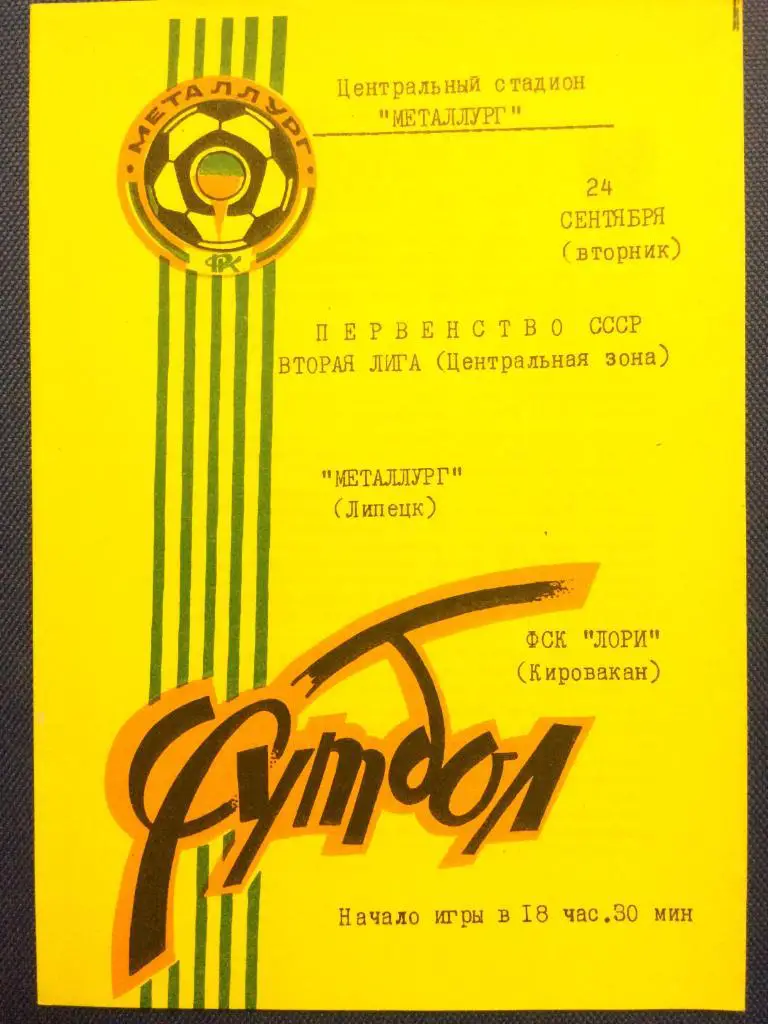 МЕТАЛЛУРГ
ФК
Центральный стадион
"МЕТАЛЛУРГ"
24
СЕНТЯБРЯ
(вторник)
ПЕРВЕНСТВО СССР
ВТОРАЯ ЛИГА (Центральная зона)
"МЕТАЛЛУРГ"
(Липецк)
ФСК "ЛОРИ"
(Кировакан)
Футбол
Начало игры в 18 час.30 мин